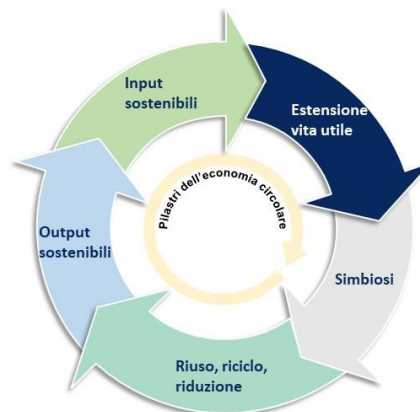 Input
sostenibili
Estensione
vita utile
Simbiosi
Riuso, riciclo,
riduzione
Output
sostenibili
Pilastri dell'economia circolare